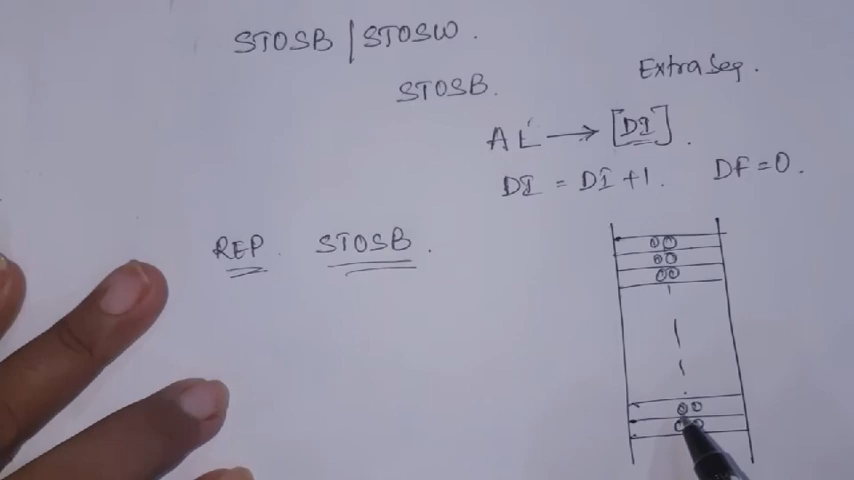 STOSB | STOSW.
STOSB.
Extra Seg.
AL → [DI].
DI = DI + 1. DF = 0.
REP STOSB.
00
00
00
00
00